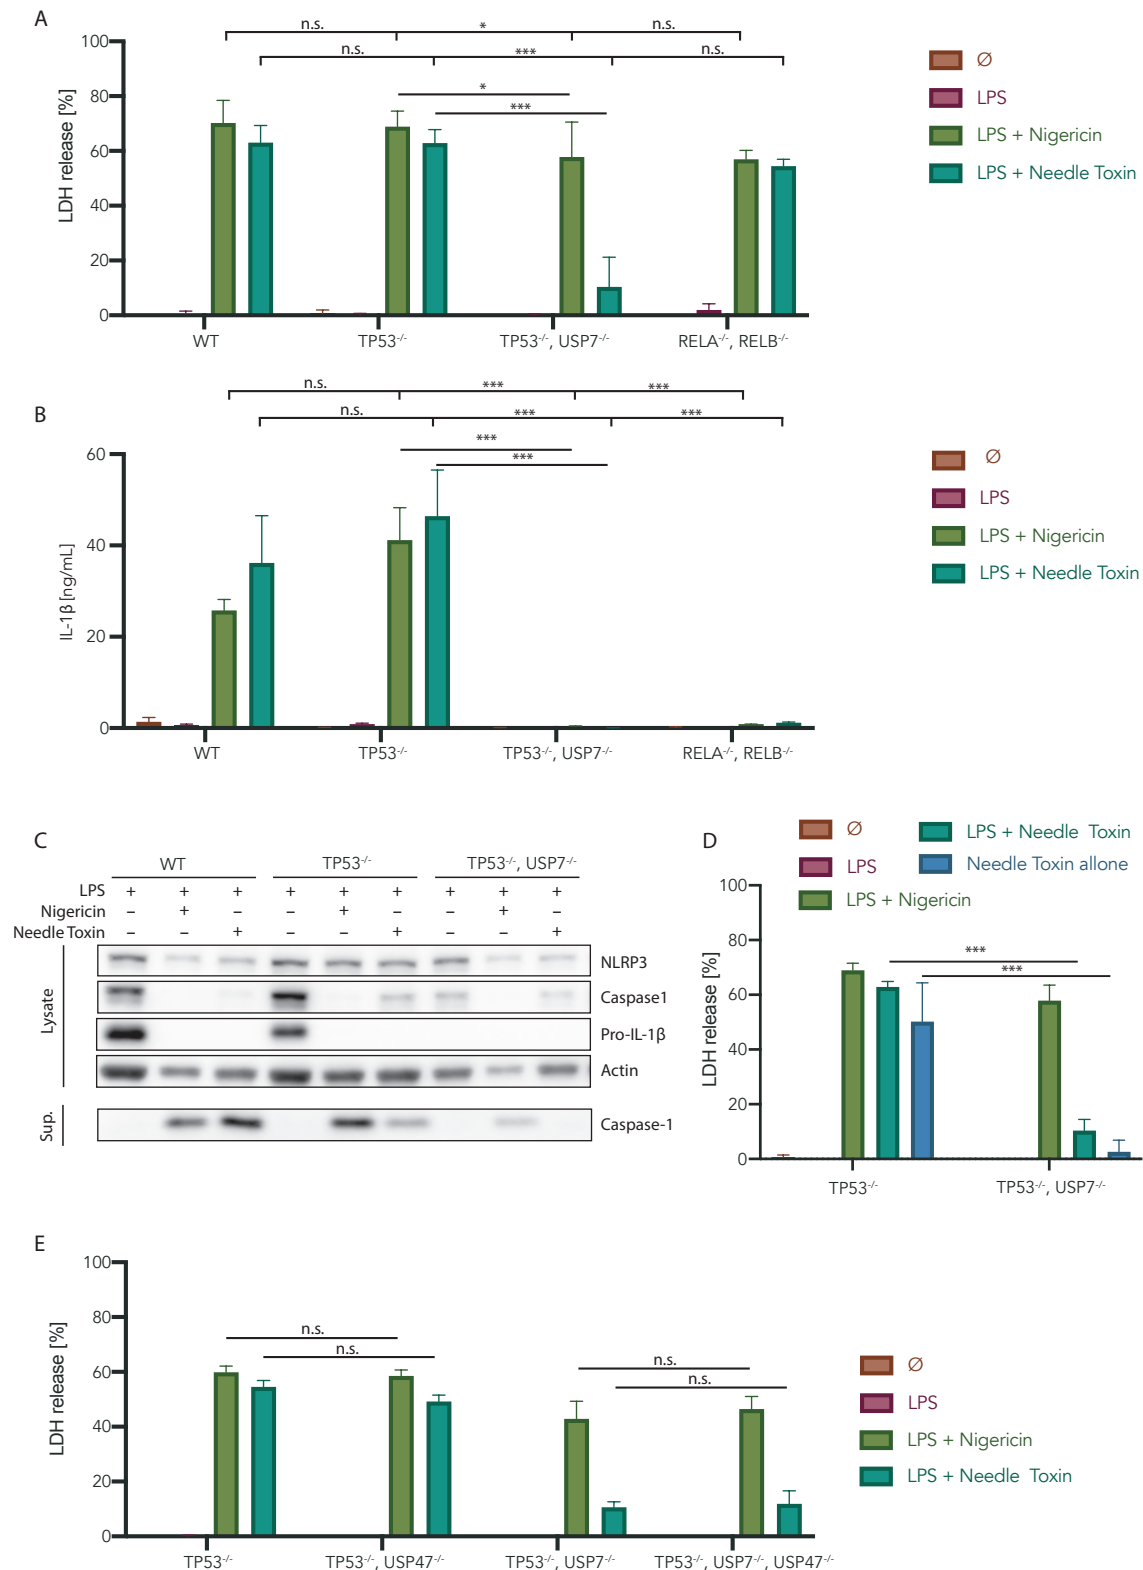 A
n.s. * n.s.
n.s. *** n.s.
*
***
100
80
60
40
20
0
LDH release [%]
WT TP53-/- TP53-/-, USP7-/- RELA-/-, RELB-/-
Ø
LPS
LPS + Nigericin
LPS + Needle Toxin
B
n.s. *** ***
n.s. *** ***
***
***
60
40
20
0
IL-1β [ng/mL]
WT TP53-/- TP53-/-, USP7-/- RELA-/-, RELB-/-
Ø
LPS
LPS + Nigericin
LPS + Needle Toxin
C
WT TP53-/- TP53-/-, USP7-/-
LPS + + + + + + + + +
Nigericin – + – – + – – + –
Needle Toxin – – + – – + – – +
Lysate
NLRP3
Caspase1
Pro-IL-1β
Actin
Sup.
Caspase-1
D
Ø LPS + Needle Toxin
LPS Needle Toxin alone
LPS + Nigericin
***
***
100
80
60
40
20
0
LDH release [%]
TP53-/- TP53-/-, USP7-/-
E
n.s. n.s.
n.s. n.s.
100
80
60
40
20
0
LDH release [%]
TP53-/- TP53-/-, USP47-/- TP53-/-, USP7-/- TP53-/-, USP7-/-, USP47-/-
Ø
LPS
LPS + Nigericin
LPS + Needle Toxin